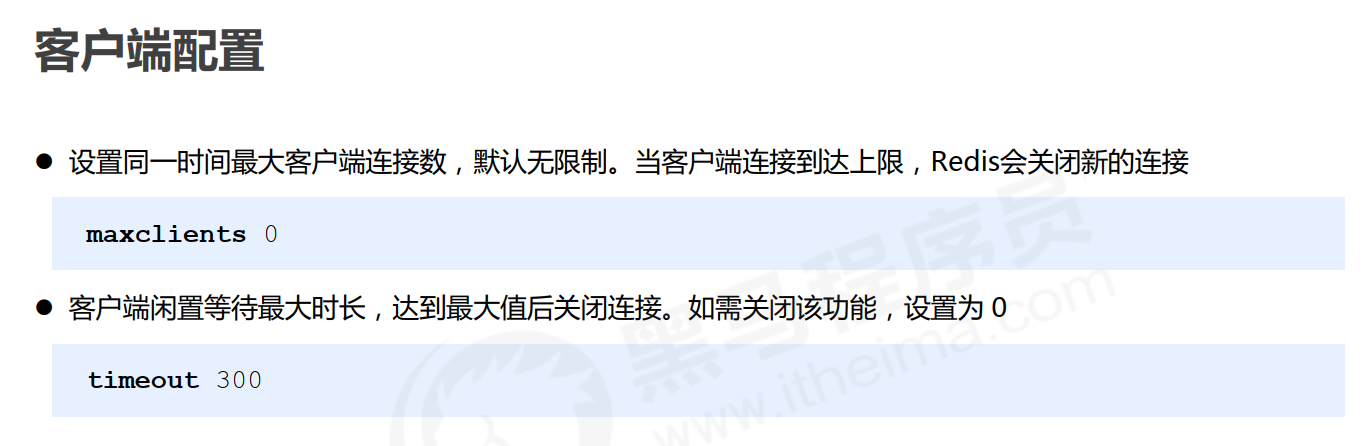 客户端配置
● 设置同一时间最大客户端连接数，默认无限制。当客户端连接到达上限，Redis会关闭新的连接
maxclients 0
● 客户端闲置等待最大时长，达到最大值后关闭连接。如需关闭该功能，设置为 0
timeout 300
黑马程序员
www.itheima.com